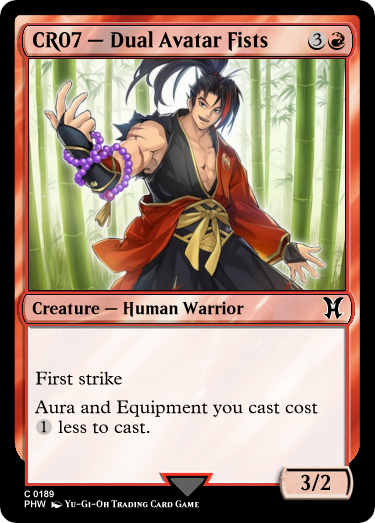 CR07 — Dual Avatar Fists 3
Creature — Human Warrior
First strike
Aura and Equipment you cast cost
1 less to cast.
3/2
C 0189
PHW Yu-Gi-Oh Trading Card Game